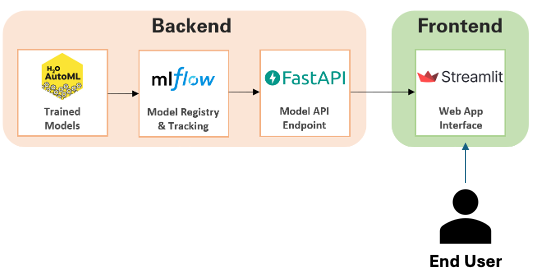 Backend
Frontend
H2O
AutoML
Trained
Models
mlflow
Model Registry
& Tracking
FastAPI
Model API
Endpoint
Streamlit
Web App
Interface
End User